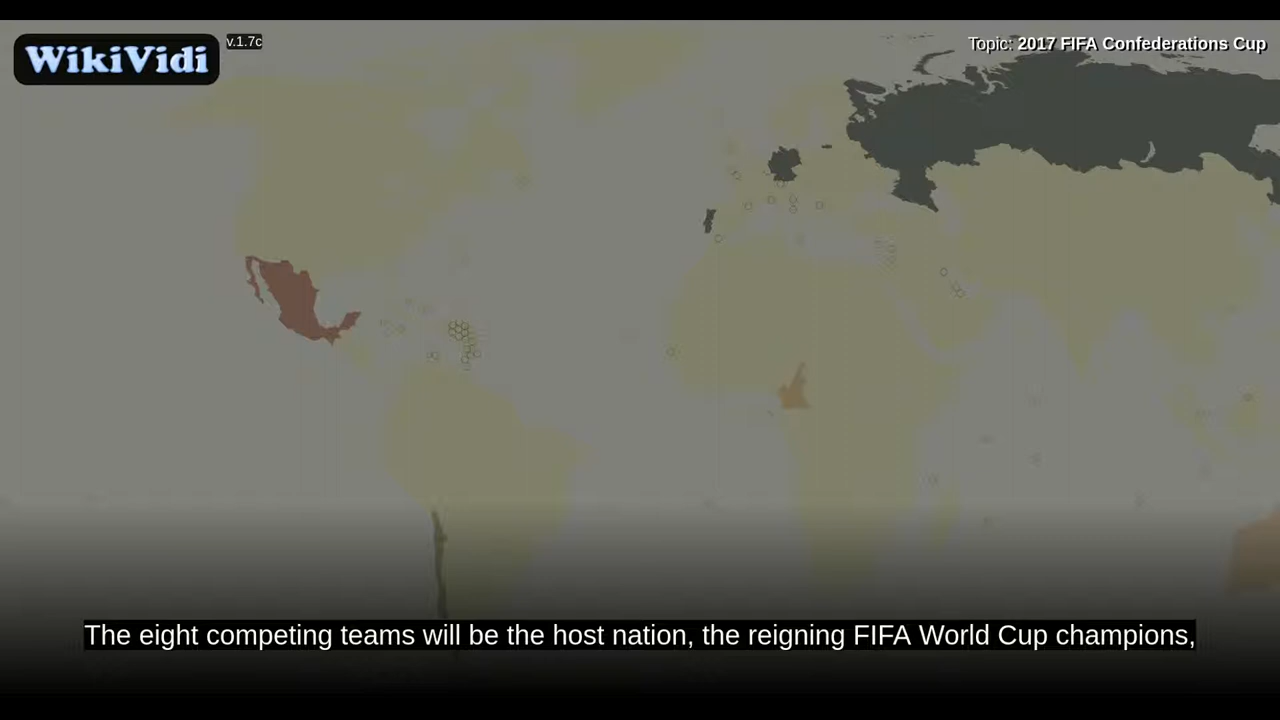 WikiVidi
v.1.7c
Topic: 2017 FIFA Confederations Cup
The eight competing teams will be the host nation, the reigning FIFA World Cup champions,